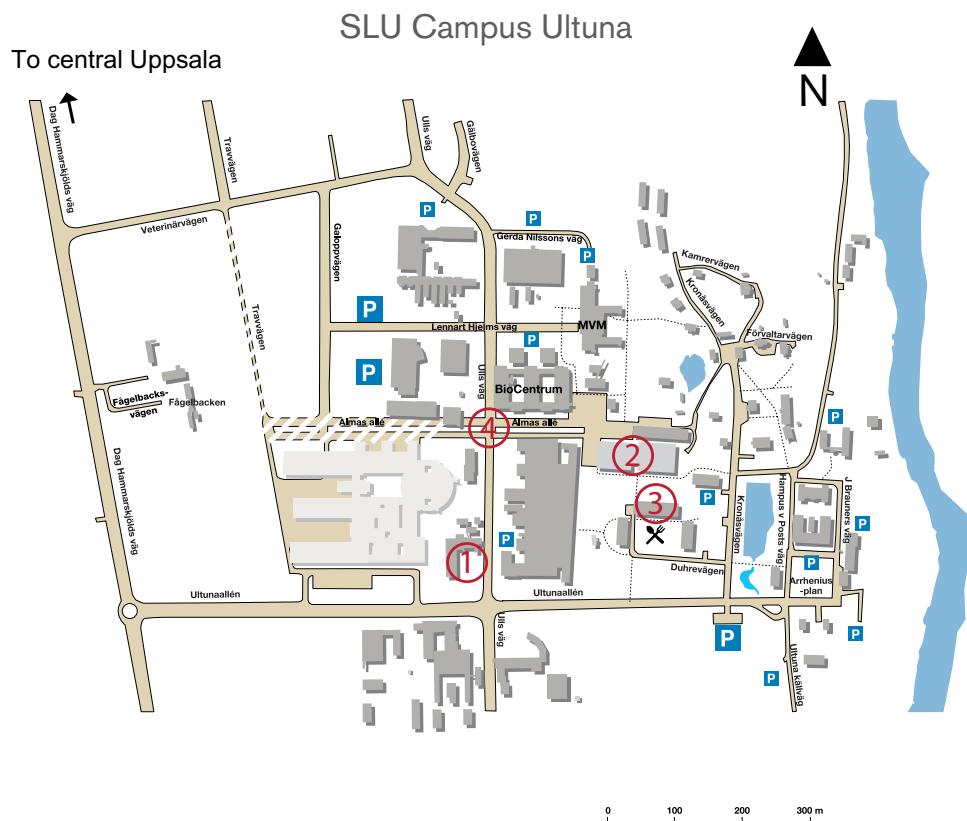 SLU Campus Ultuna
To central Uppsala
N
Dag Hammarskjölds väg
Travvägen
Ulls väg
Gälbovägen
P
P
Veterinärvägen
Galoppvägen
Gerda Nilssons väg
P
Kamrervägen
Kronåsvägen
P
Travvägen
Lennart Hjelms väg
MVM
P
Förvaltarvägen
P
Ulls väg
BioCentrum
Fågelbacks-
vägen
Fågelbacken
Almas allé
4
Almas allé
P
2
Dag Hammarskjölds väg
3
P
Kronåsvägen
Hampus v Posts väg
J Brauners väg
P
P
1
Duhrevägen
P
Arrhenius
-plan
Ultunaallén
Ultunaallén
Ulls väg
P
P
Ultuna källväg
P
0 100 200 300 m